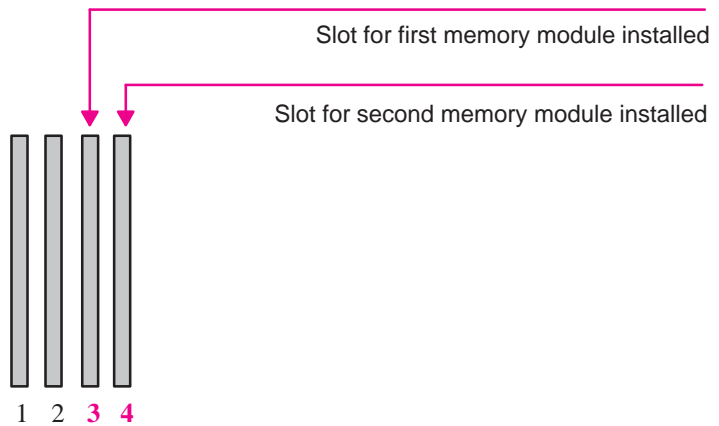 Slot for first memory module installed
Slot for second memory module installed
1 2 3 4